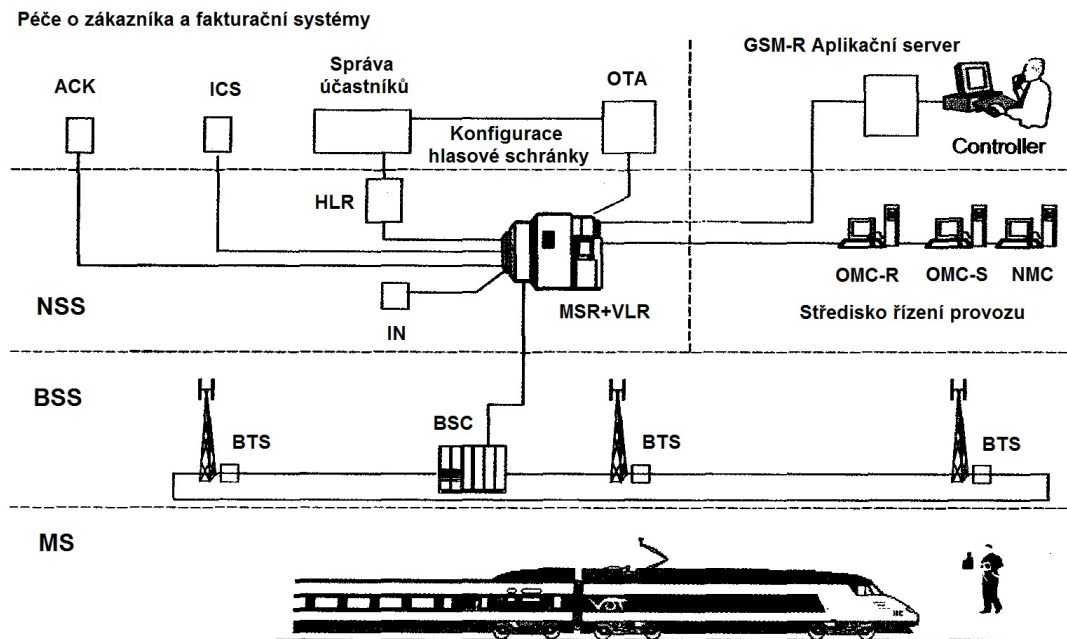 Péče o zákazníka a fakturační systémy
GSM-R Aplikační server
ACK
ICS
Správa
účastníků
OTA
Konfigurace
hlasové schránky
Controller
HLR
OMC-R
OMC-S
NMC
NSS
IN
MSR+VLR
Středisko řízení provozu
BSS
BTS
BSC
BTS
BTS
MS